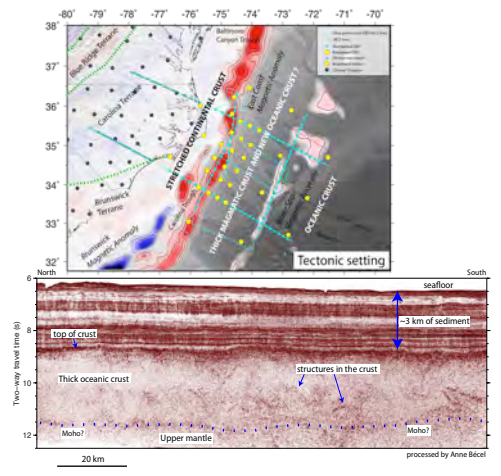 -80° -79° -78° -77° -76° -75° -74° -73° -72° -71° -70°
38°
37°
36°
35°
34°
33°
32°
Blue Ridge Terrane
Baltimore
Canyon Trough
East Coast
Magnetic Anomaly
Carolina Terrane
STRETCHED CONTINENTAL CRUST
THICK MAGMATIC CRUST AND NEW OCEANIC CRUST ?
OCEANIC CRUST
Carolina Trough
Brunswick
Terrane
Brunswick
Magnetic Anomaly
Tectonic setting
North
South
6
8
10
12
Two-way travel time (s)
seafloor
~3 km of sediment
top of crust
structures in the crust
Thick oceanic crust
Moho?
Moho?
Upper mantle
processed by Anne Bécel
20 km